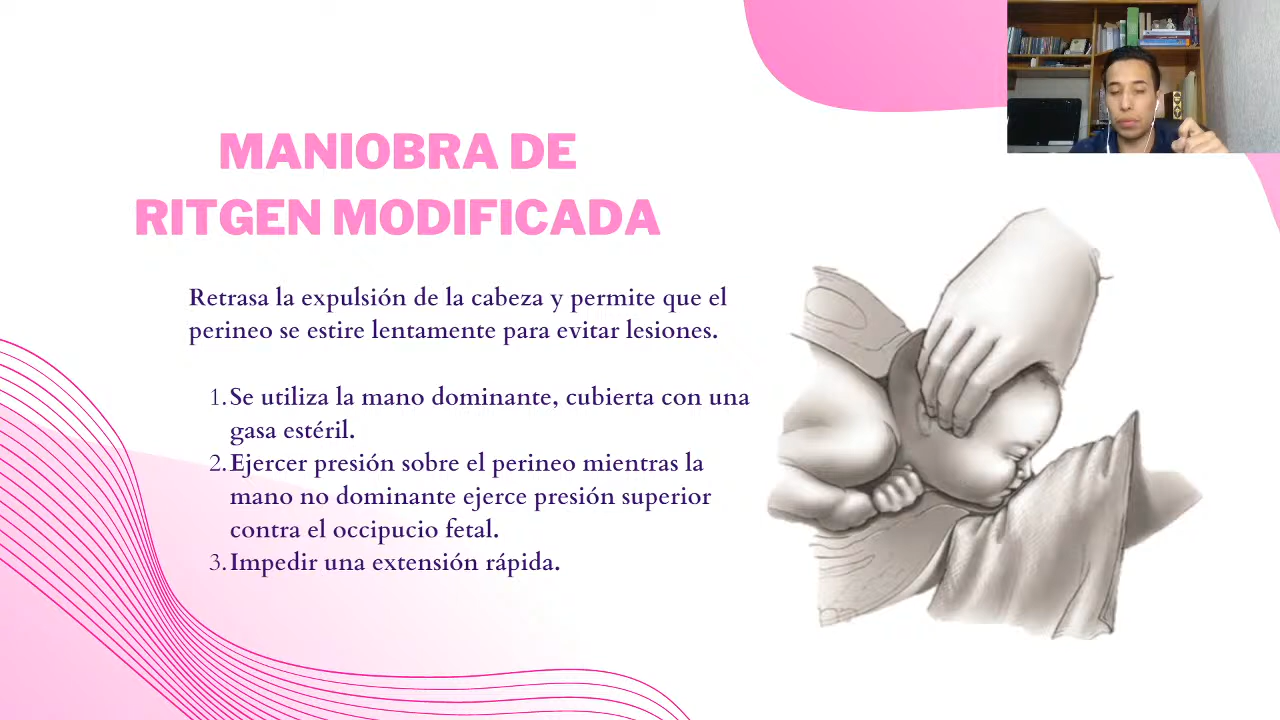 MANIOBRA DE
RITGEN MODIFICADA
Retrasa la expulsión de la cabeza y permite que el
perineo se estire lentamente para evitar lesiones.
1. Se utiliza la mano dominante, cubierta con una
gasa estéril.
2. Ejercer presión sobre el perineo mientras la
mano no dominante ejerce presión superior
contra el occipucio fetal.
3. Impedir una extensión rápida.